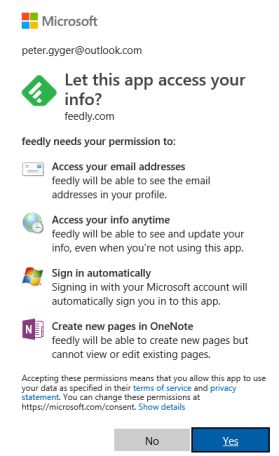 Microsoft
peter.gyger@outlook.com
Let this app access your
info?
feedly.com
feedly needs your permission to:
Access your email addresses
feedly will be able to see the email
addresses in your profile.
Access your info anytime
feedly will be able to see and update your
info, even when you're not using this app.
Sign in automatically
Signing in with your Microsoft account will
automatically sign you in to this app.
Create new pages in OneNote
feedly will be able to create new pages but
cannot view or edit existing pages.
Accepting these permissions means that you allow this app to use
your data as specified in their terms of service and privacy
statement. You can change these permissions at
https://microsoft.com/consent. Show details
No
Yes